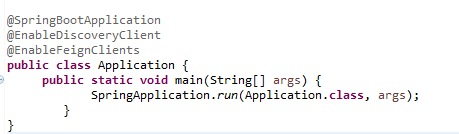 @SpringBootApplication
@EnableDiscoveryClient
@EnableFeignClients
public class Application {
    public static void main(String[] args) {
        SpringApplication.run(Application.class, args);
    }
}